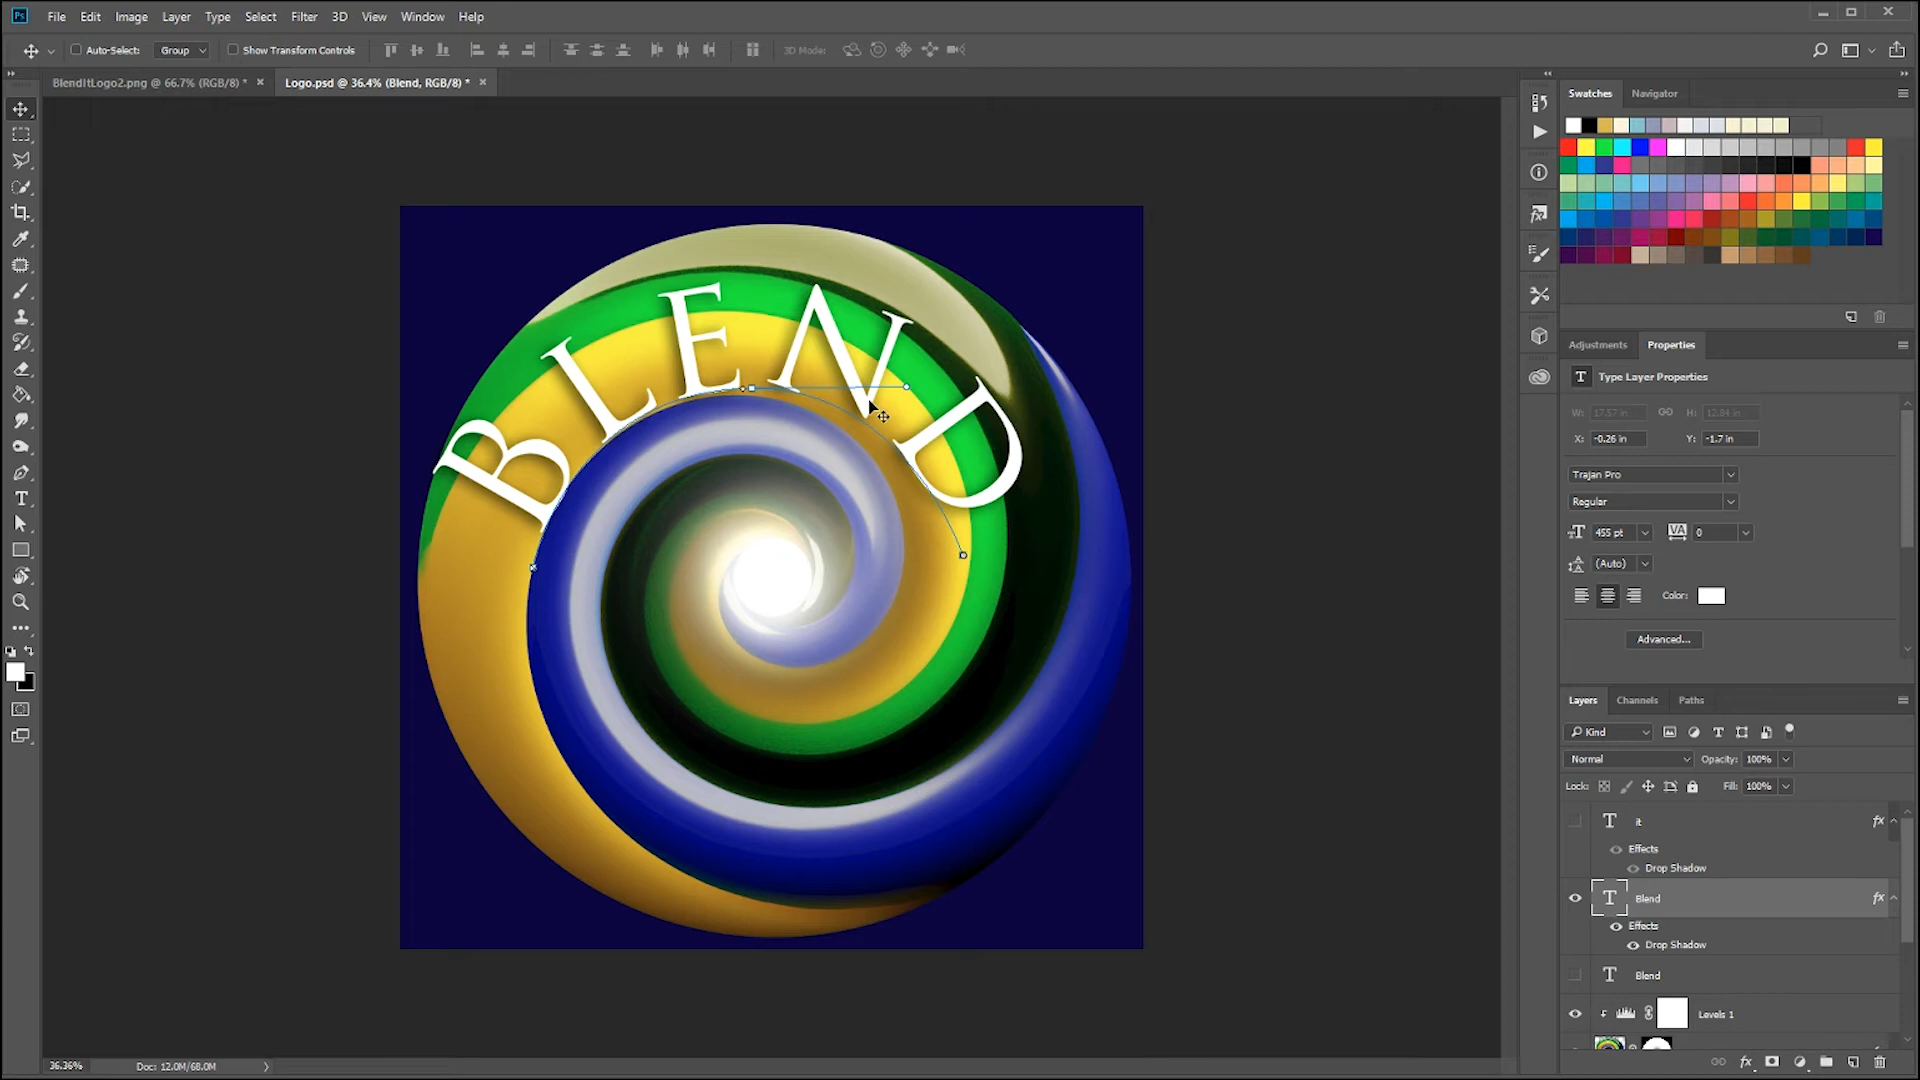 Ps File Edit Image Layer Type Select Filter 3D View Window Help
Auto-Select: Group Show Transform Controls 3D Mode:
BlendItLogo2.png @ 66.7% (RGB/8) * × Logo.psd @ 36.4% (Blend, RGB/8) * ×
Swatches Navigator
BLEND
Adjustments Properties
T Type Layer Properties
W: 17.57 in H: 12.84 in
X: -0.26 in Y: -1.7 in
Trajan Pro
Regular
455 pt VA 0
(Auto)
Color:
Advanced...
Layers Channels Paths
Kind
Normal Opacity: 100%
Lock: Fill: 100%
T it fx
Effects
Drop Shadow
T Blend fx
Effects
Drop Shadow
T Blend
Levels 1
36.36% Doc: 12.0M/68.0M
fx